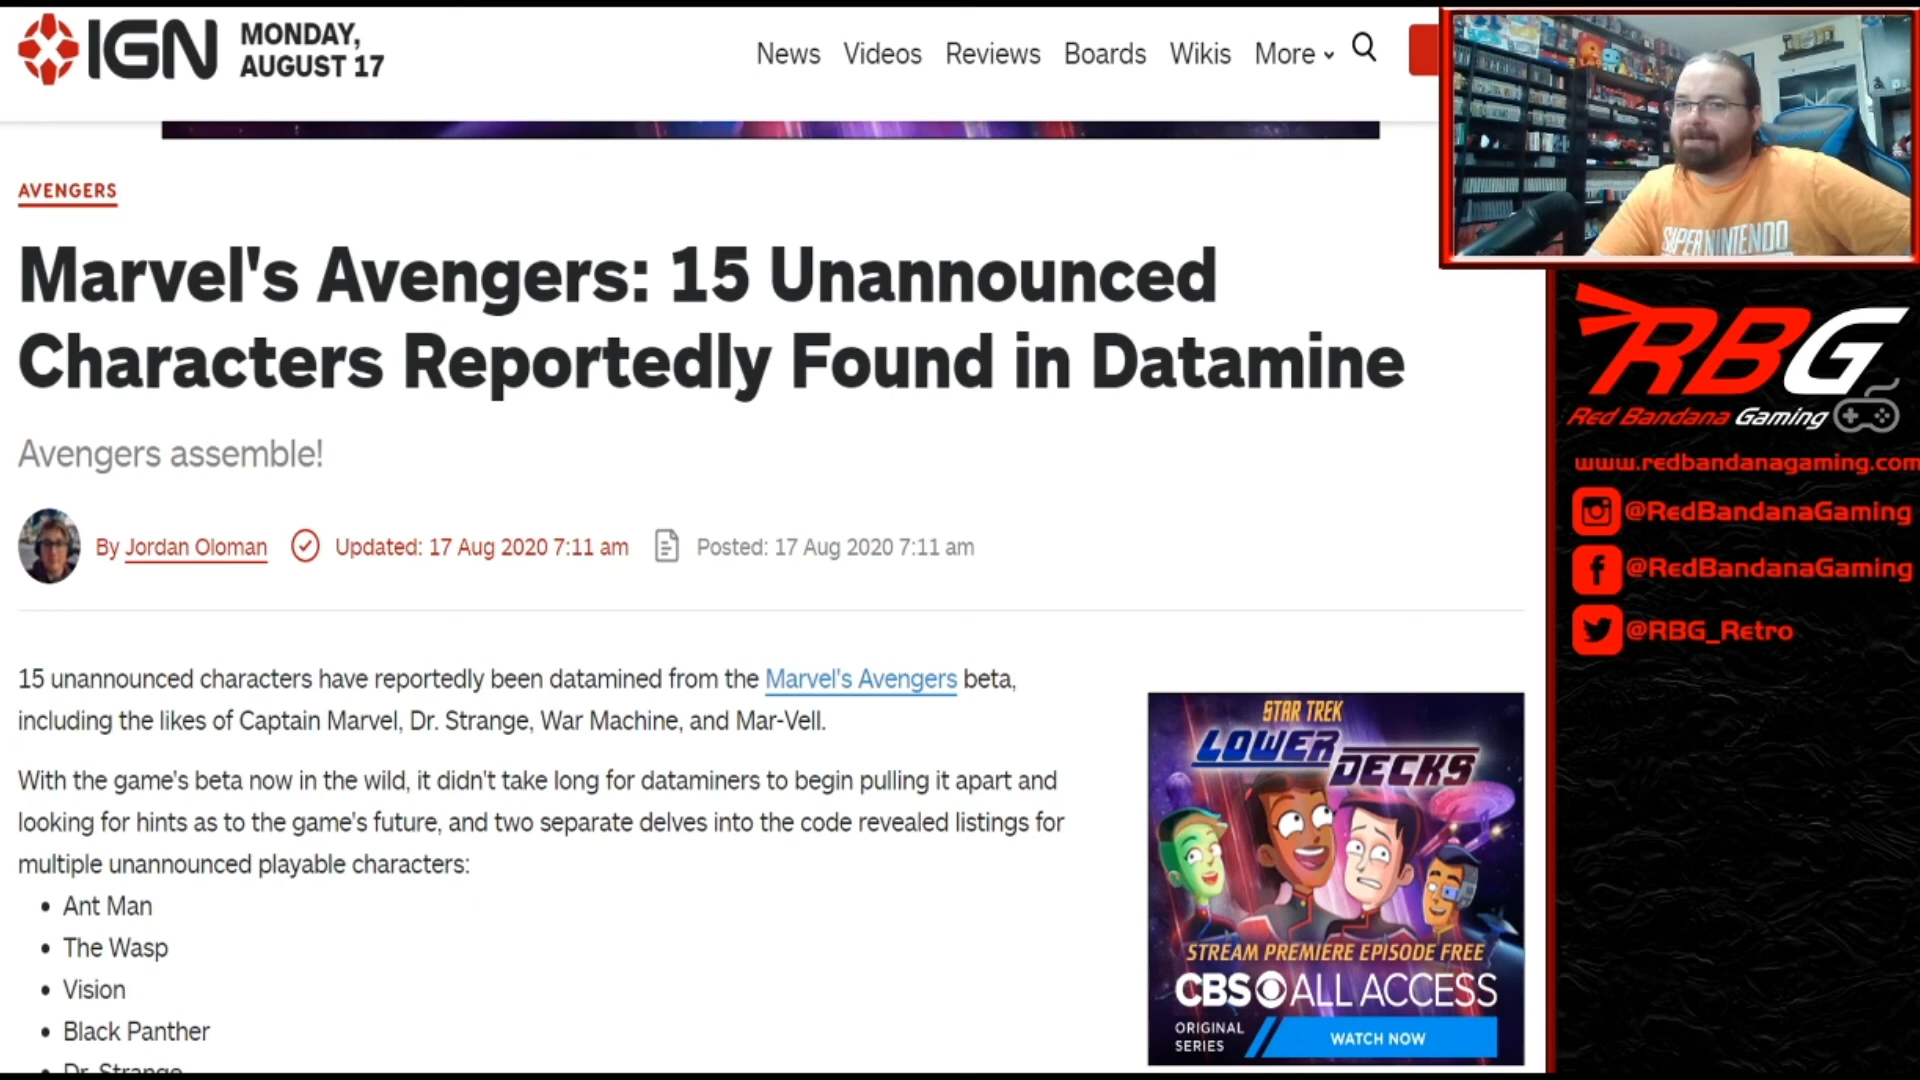 IGN
MONDAY,
AUGUST 17
News Videos Reviews Boards Wikis More
AVENGERS
Marvel's Avengers: 15 Unannounced
Characters Reportedly Found in Datamine
Avengers assemble!
By Jordan Oloman Updated: 17 Aug 2020 7:11 am Posted: 17 Aug 2020 7:11 am
15 unannounced characters have reportedly been datamined from the Marvel's Avengers beta,
including the likes of Captain Marvel, Dr. Strange, War Machine, and Mar-Vell.
With the game's beta now in the wild, it didn't take long for dataminers to begin pulling it apart and
looking for hints as to the game's future, and two separate delves into the code revealed listings for
multiple unannounced playable characters:
• Ant Man
• The Wasp
• Vision
• Black Panther
• Dr. Strange
STAR TREK
LOWER
DECKS
STREAM PREMIERE EPISODE FREE
CBS ALL ACCESS
ORIGINAL
SERIES
WATCH NOW
SUPER NINTENDO
RBG
Red Bandana Gaming
www.redbandanagaming.com
@RedBandanaGaming
f @RedBandanaGaming
@RBG_Retro